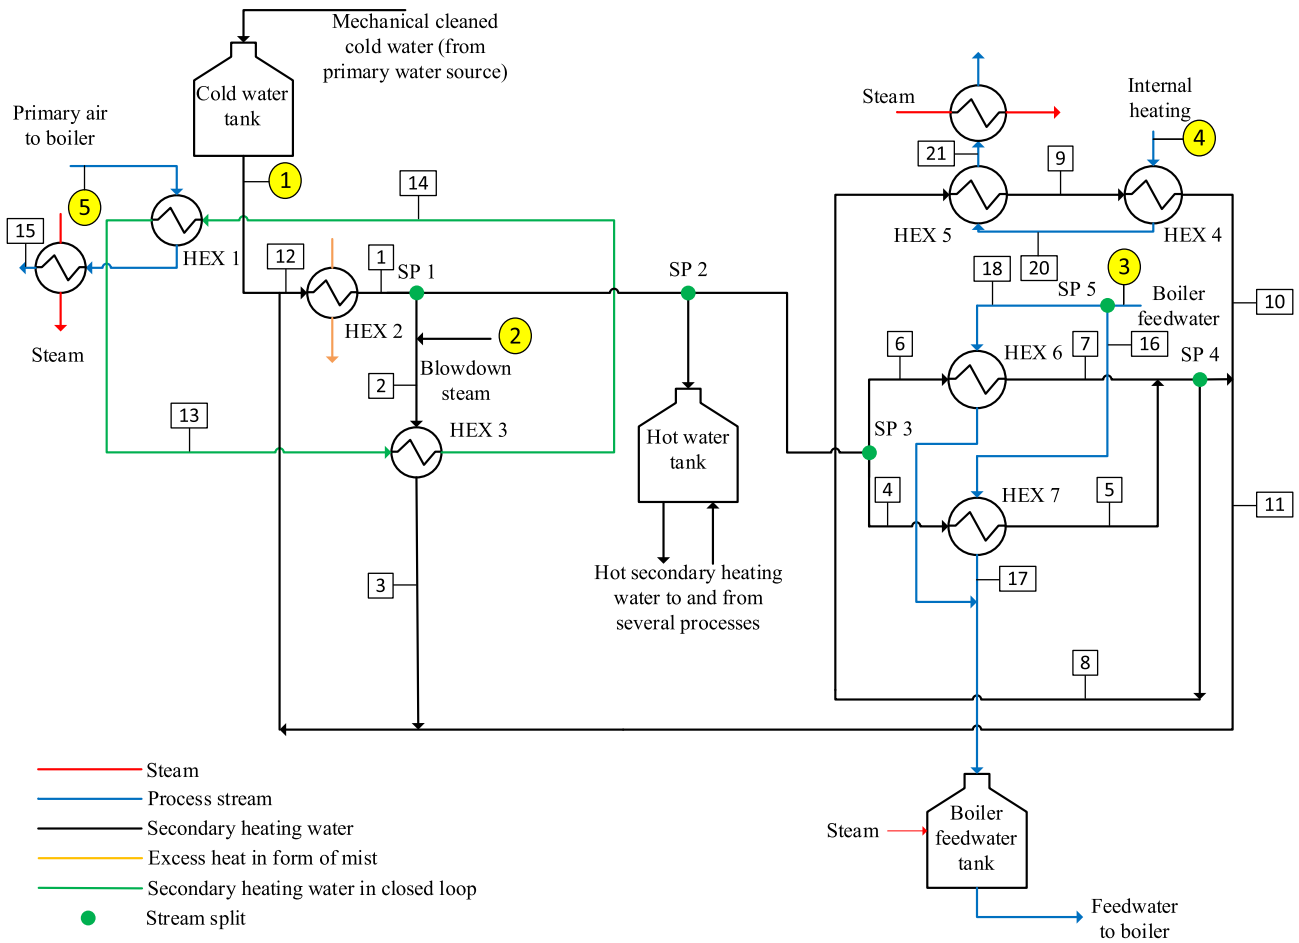 Mechanical cleaned
cold water (from
primary water source)
Cold water
tank
Primary air
to boiler
1
5
15
HEX 1
14
12
HEX 2
1
SP 1
SP 2
Steam
2
Blowdown
steam
2
13
HEX 3
3
Hot water
tank
Hot secondary heating
water to and from
several processes
Steam
Internal
heating
4
21
9
HEX 5
HEX 4
20
18
3
SP 5
Boiler
feedwater
10
6
HEX 6
7
16
SP 4
SP 3
4
HEX 7
5
11
17
8
Steam
Boiler
feedwater
tank
Feedwater
to boiler
Steam
Process stream
Secondary heating water
Excess heat in form of mist
Secondary heating water in closed loop
Stream split